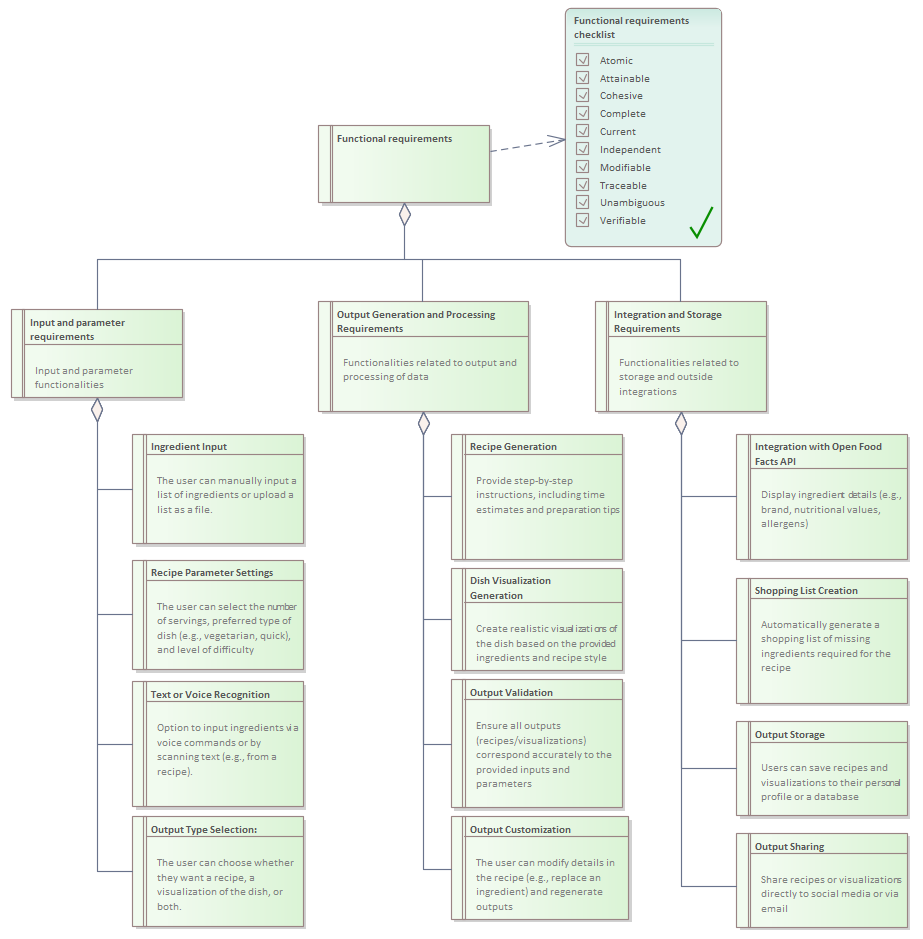 Functional requirements
checklist
Atomic
Attainable
Cohesive
Complete
Current
Independent
Modifiable
Traceable
Unambiguous
Verifiable
Functional requirements
Input and parameter
requirements
Input and parameter
functionalities
Output Generation and Processing
Requirements
Functionalities related to output and
processing of data
Integration and Storage
Requirements
Functionalities related to
storage and outside
integrations
Ingredient Input
The user can manually input a
list of ingredients or upload a
list as a file.
Recipe Parameter Settings
The user can select the number
of servings, preferred type of
dish (e.g., vegetarian, quick),
and level of difficulty
Text or Voice Recognition
Option to input ingredients via
voice commands or by
scanning text (e.g., from a
recipe).
Output Type Selection:
The user can choose whether
they want a recipe, a
visualization of the dish, or
both.
Recipe Generation
Provide step-by-step
instructions, including time
estimates and preparation tips
Dish Visualization
Generation
Create realistic visualizations of
the dish based on the provided
ingredients and recipe style
Output Validation
Ensure all outputs
(recipes/visualizations)
correspond accurately to the
provided inputs and
parameters
Output Customization
The user can modify details in
the recipe (e.g., replace an
ingredient) and regenerate
outputs
Integration with Open Food
Facts API
Display ingredient details (e.g.,
brand, nutritional values,
allergens)
Shopping List Creation
Automatically generate a
shopping list of missing
ingredients required for the
recipe
Output Storage
Users can save recipes and
visualizations to their personal
profile or a database
Output Sharing
Share recipes or visualizations
directly to social media or via
email